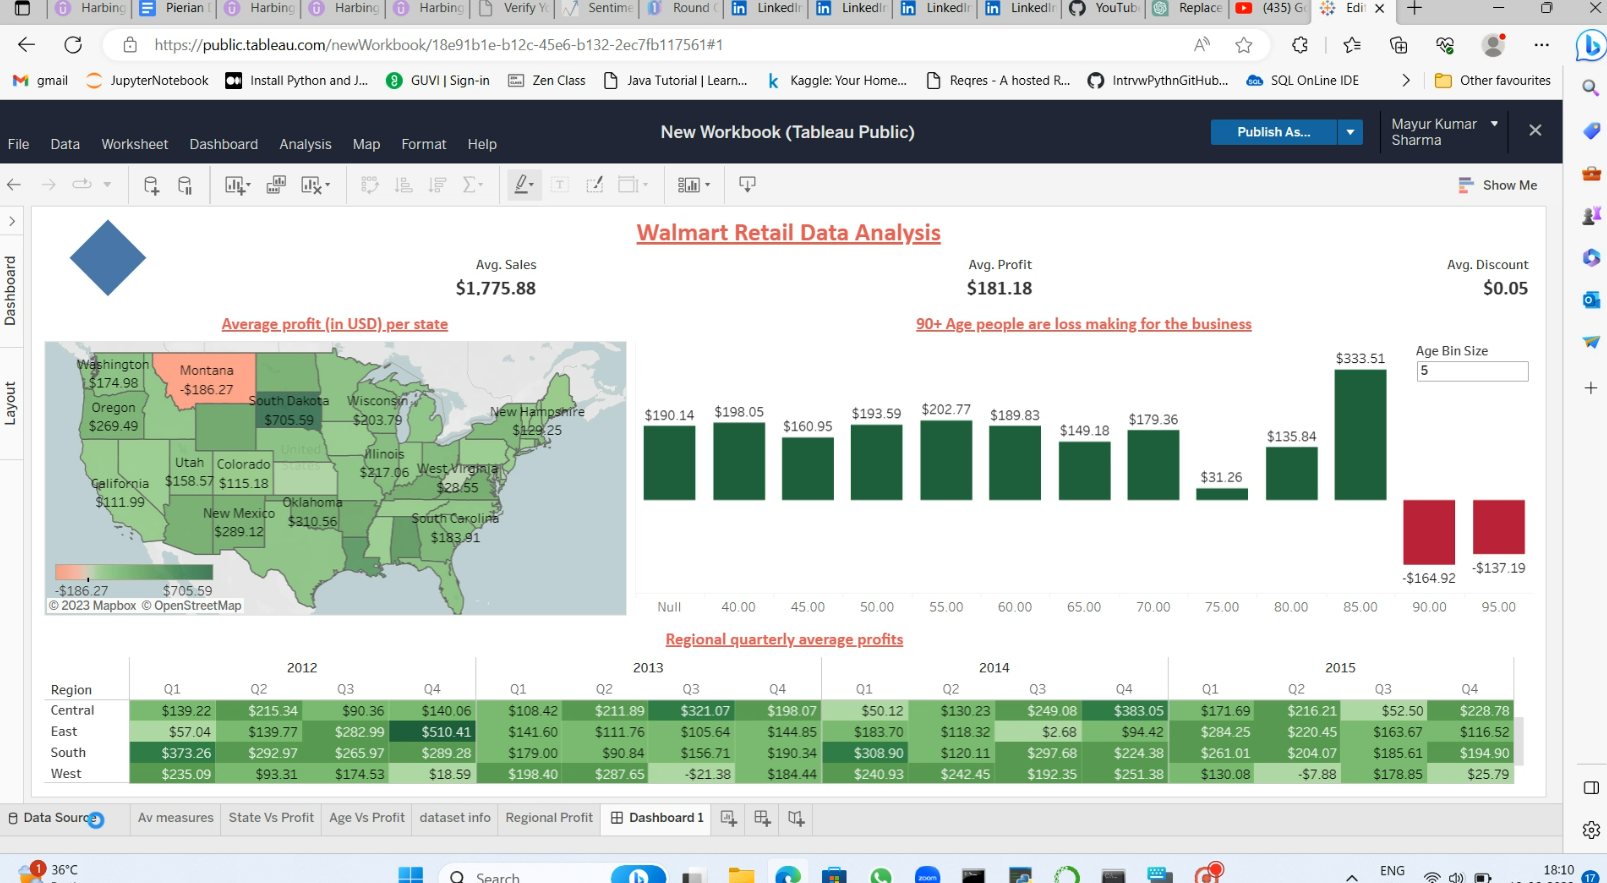 Harbing
Pierian
Harbing
Harbing
Harbing
Verify Yo
Sentime
Round
LinkedIn
LinkedIn
LinkedIn
LinkedIn
YouTub
Replace
(435) G
Edi
https://public.tableau.com/newWorkbook/18e91b1e-b12c-45e6-b132-2ec7fb117561#1
gmail
JupyterNotebook
Install Python and J...
GUVI | Sign-in
Zen Class
Java Tutorial | Learn...
Kaggle: Your Home...
Reqres - A hosted R...
IntrvwPythnGitHub...
SQL OnLine IDE
Other favourites
New Workbook (Tableau Public)
Publish As...
Mayur Kumar
Sharma
File Data Worksheet Dashboard Analysis Map Format Help
Show Me
Dashboard
Layout
Walmart Retail Data Analysis
Avg. Sales
$1,775.88
Avg. Profit
$181.18
Avg. Discount
$0.05
Average profit (in USD) per state
Washington
$174.98
Montana
-$186.27
Oregon
$269.49
South Dakota
$705.59
Wisconsin
$203.79
New Hampshire
$129.25
United
States
Illinois
$217.06
Utah
$158.57
Colorado
$115.18
West Virginia
$28.55
California
$111.99
New Mexico
$289.12
Oklahoma
$310.56
South Carolina
$183.91
-$186.27 $705.59
© 2023 Mapbox © OpenStreetMap
90+ Age people are loss making for the business
Age Bin Size
5
$190.14 $198.05 $160.95 $193.59 $202.77 $189.83 $149.18 $179.36 $31.26 $135.84 $333.51 -$164.92 -$137.19
Null 40.00 45.00 50.00 55.00 60.00 65.00 70.00 75.00 80.00 85.00 90.00 95.00
Regional quarterly average profits
2012 2013 2014 2015
Region Q1 Q2 Q3 Q4 Q1 Q2 Q3 Q4 Q1 Q2 Q3 Q4 Q1 Q2 Q3 Q4
Central $139.22 $215.34 $90.36 $140.06 $108.42 $211.89 $321.07 $198.07 $50.12 $130.23 $249.08 $383.05 $171.69 $216.21 $52.50 $228.78
East $57.04 $139.77 $282.99 $510.41 $141.60 $111.76 $105.64 $144.85 $183.70 $118.32 $2.68 $94.42 $284.25 $220.45 $163.67 $116.52
South $373.26 $292.97 $265.97 $289.28 $179.00 $90.84 $156.71 $190.34 $308.90 $120.11 $297.68 $224.38 $261.01 $204.07 $185.61 $194.90
West $235.09 $93.31 $174.53 $18.59 $198.40 $287.65 -$21.38 $184.44 $240.93 $242.45 $192.35 $251.38 $130.08 -$7.88 $178.85 $25.79
Data Source Av measures State Vs Profit Age Vs Profit dataset info Regional Profit Dashboard 1
1
36°C
Search
zoom
ENG
18:10
17